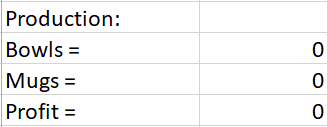 Production:
Bowls = 0
Mugs = 0
Profit = 0